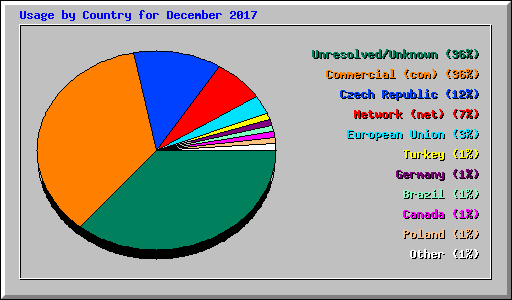 Usage by Country for December 2017
Unresolved/Unknown (36%)
Commercial (com) (36%)
Czech Republic (12%)
Network (net) (7%)
European Union (3%)
Turkey (1%)
Germany (1%)
Brazil (1%)
Canada (1%)
Poland (1%)
Other (1%)